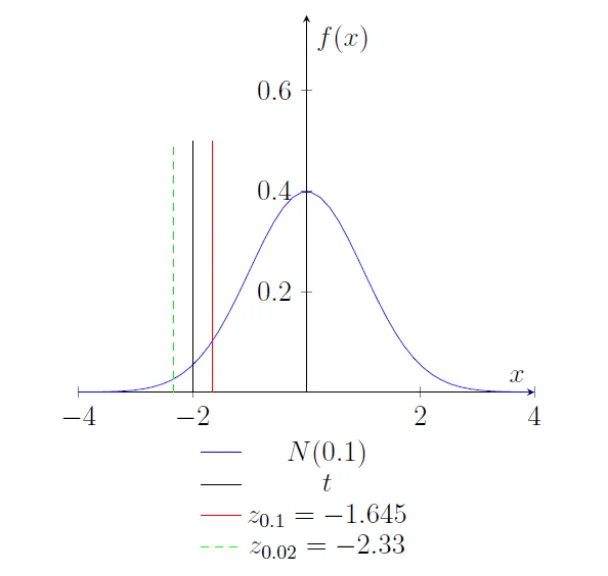 f(x)
0.6
0.4
0.2
x
−4 −2 2 4
N(0.1)
t
z₀.₁ = −1.645
z₀.₀₂ = −2.33